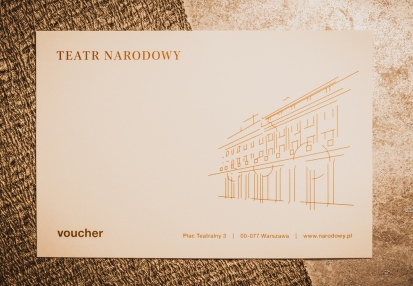 TEATR NARODOWY
voucher
Plac Teatralny 3 | 00-077 Warszawa | www.narodowy.pl